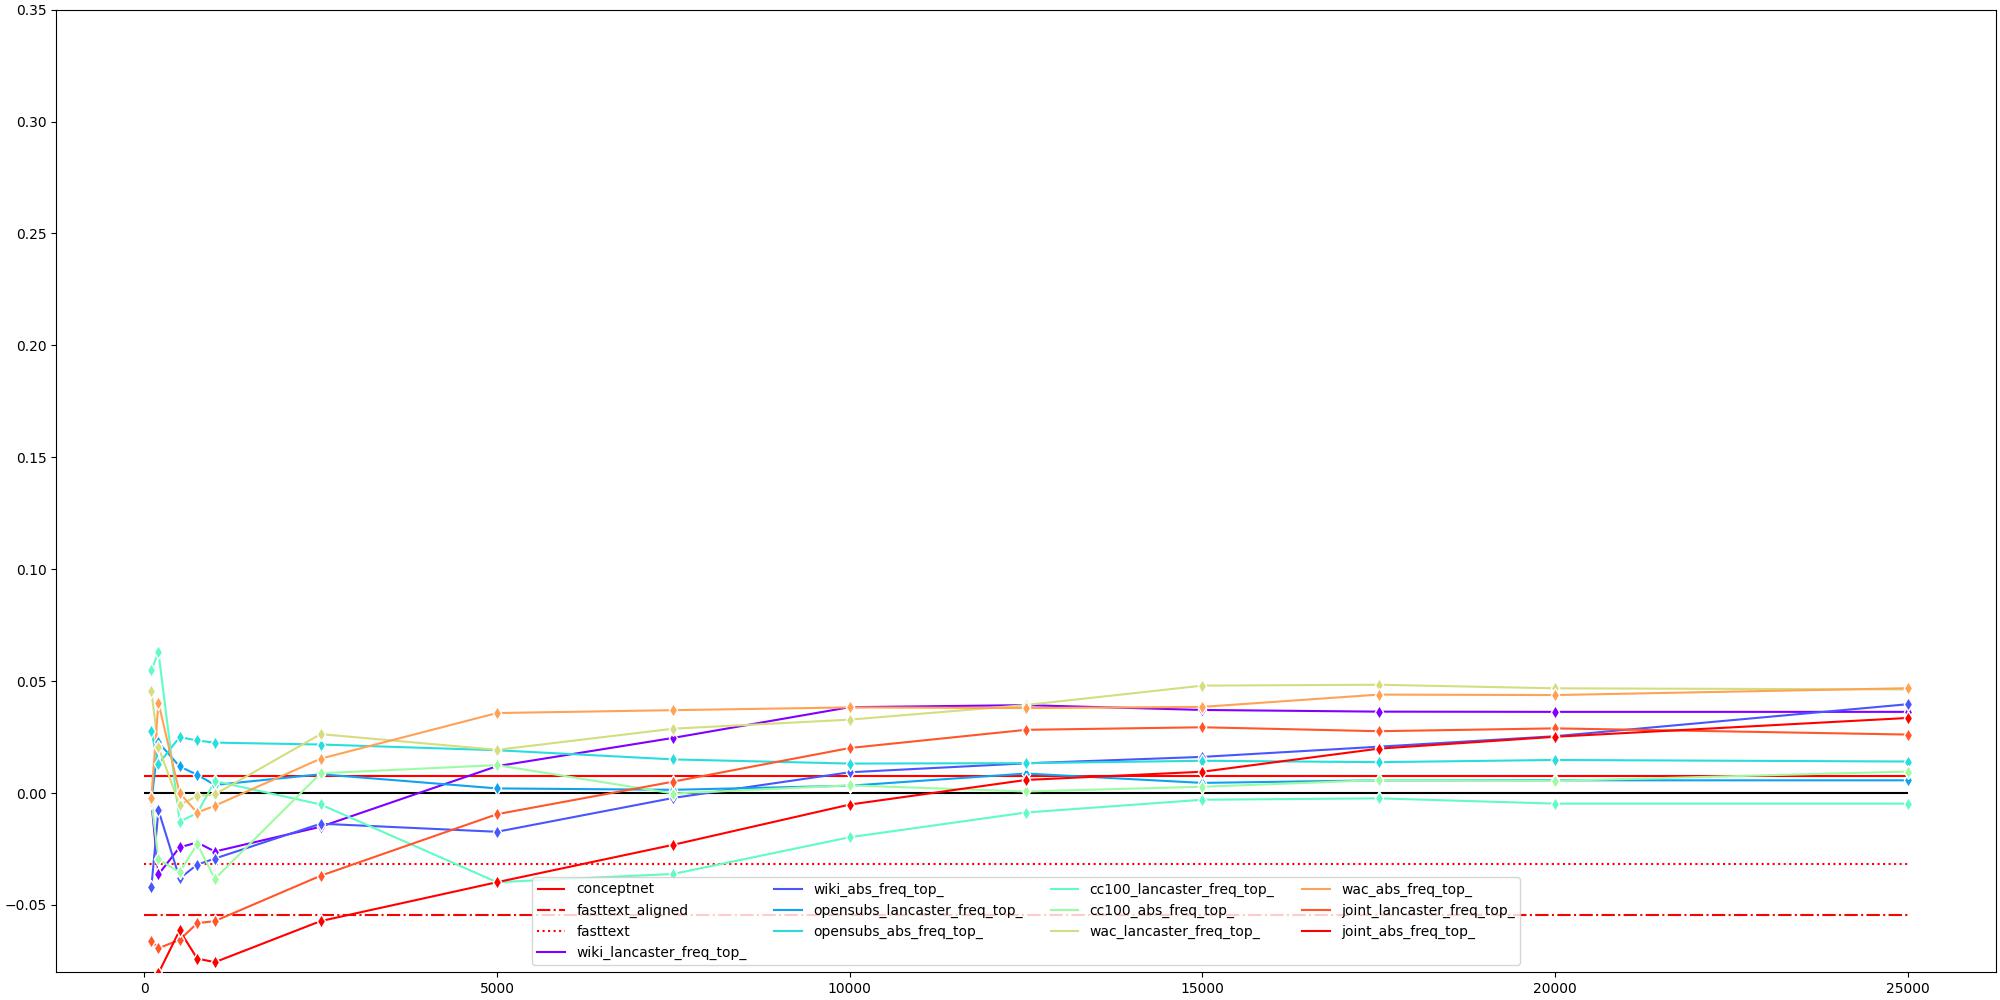 0.35
0.30
0.25
0.20
0.15
0.10
0.05
0.00
−0.05
conceptnet
fasttext_aligned
fasttext
wiki_lancaster_freq_top_
wiki_abs_freq_top_
opensubs_lancaster_freq_top_
opensubs_abs_freq_top_
cc100_lancaster_freq_top_
cc100_abs_freq_top_
wac_lancaster_freq_top_
wac_abs_freq_top_
joint_lancaster_freq_top_
joint_abs_freq_top_
0 5000 10000 15000 20000 25000